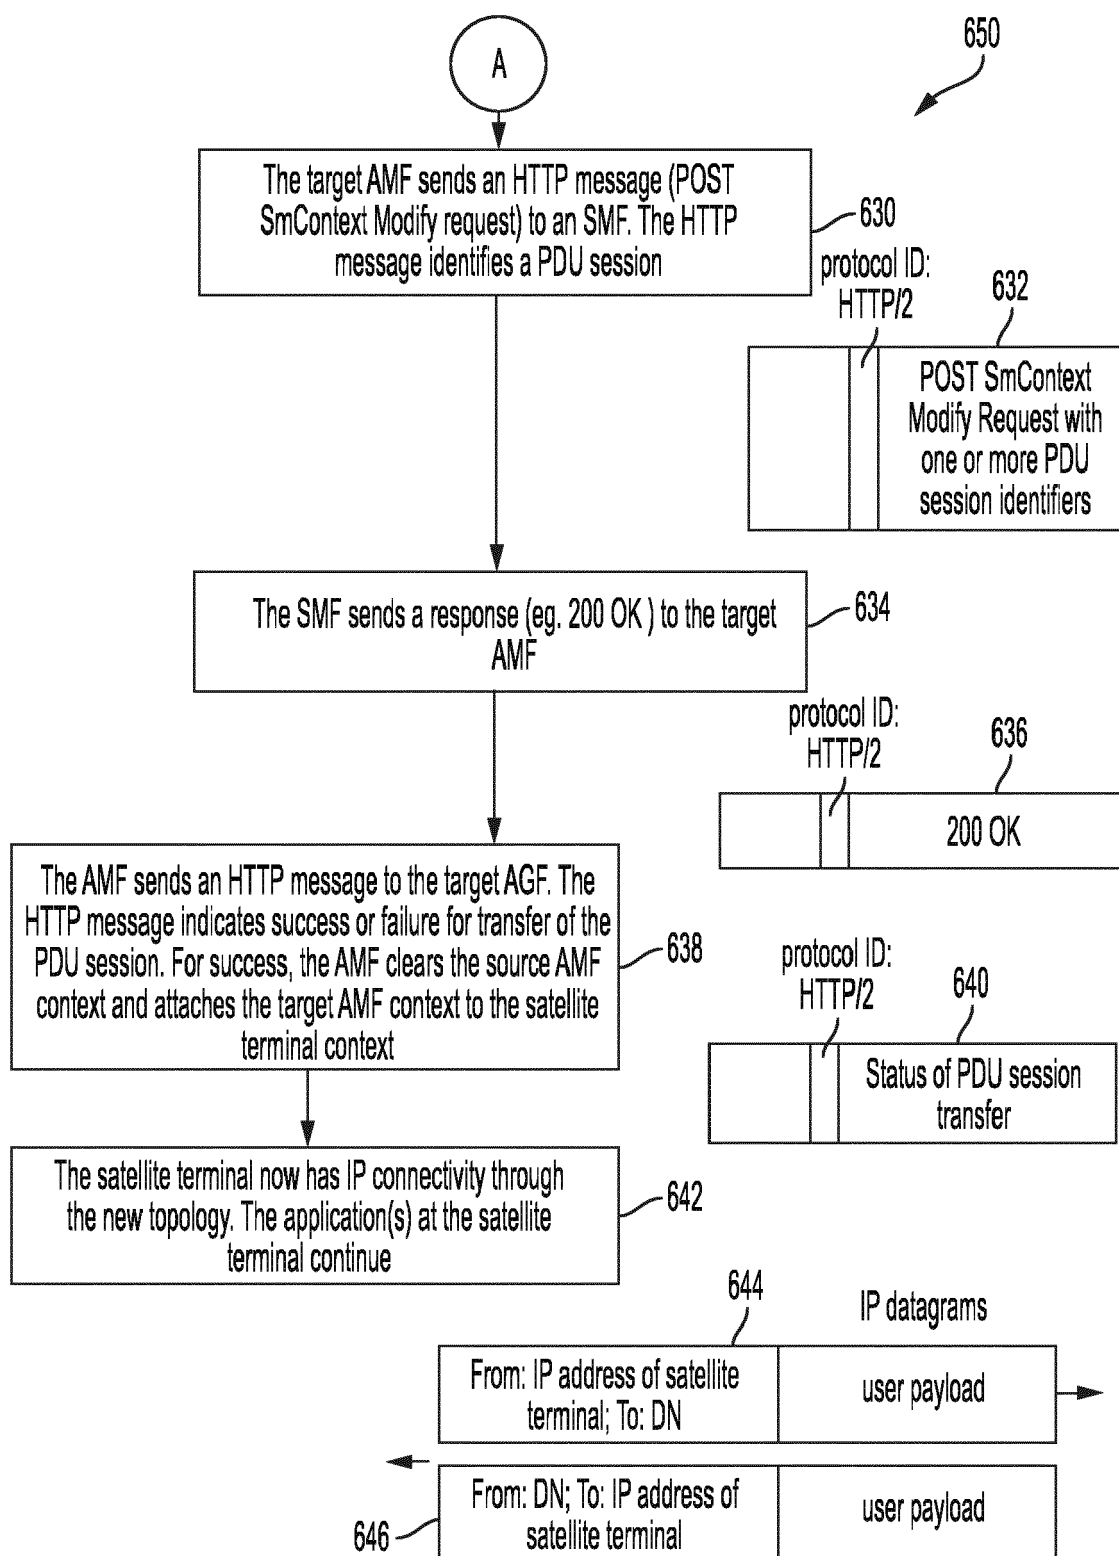 650
A
The target AMF sends an HTTP message (POST
SmContext Modify request) to an SMF. The HTTP
message identifies a PDU session
630
protocol ID:
HTTP/2
632
POST SmContext
Modify Request with
one or more PDU
session identifiers
The SMF sends a response (eg. 200 OK ) to the target
AMF
634
protocol ID:
HTTP/2
636
200 OK
The AMF sends an HTTP message to the target AGF. The
HTTP message indicates success or failure for transfer of the
PDU session. For success, the AMF clears the source AMF
context and attaches the target AMF context to the satellite
terminal context
638
protocol ID:
HTTP/2
640
Status of PDU session
transfer
The satellite terminal now has IP connectivity through
the new topology. The application(s) at the satellite
terminal continue
642
644
IP datagrams
From: IP address of satellite
terminal; To: DN
user payload
From: DN; To: IP address of
satellite terminal
user payload
646